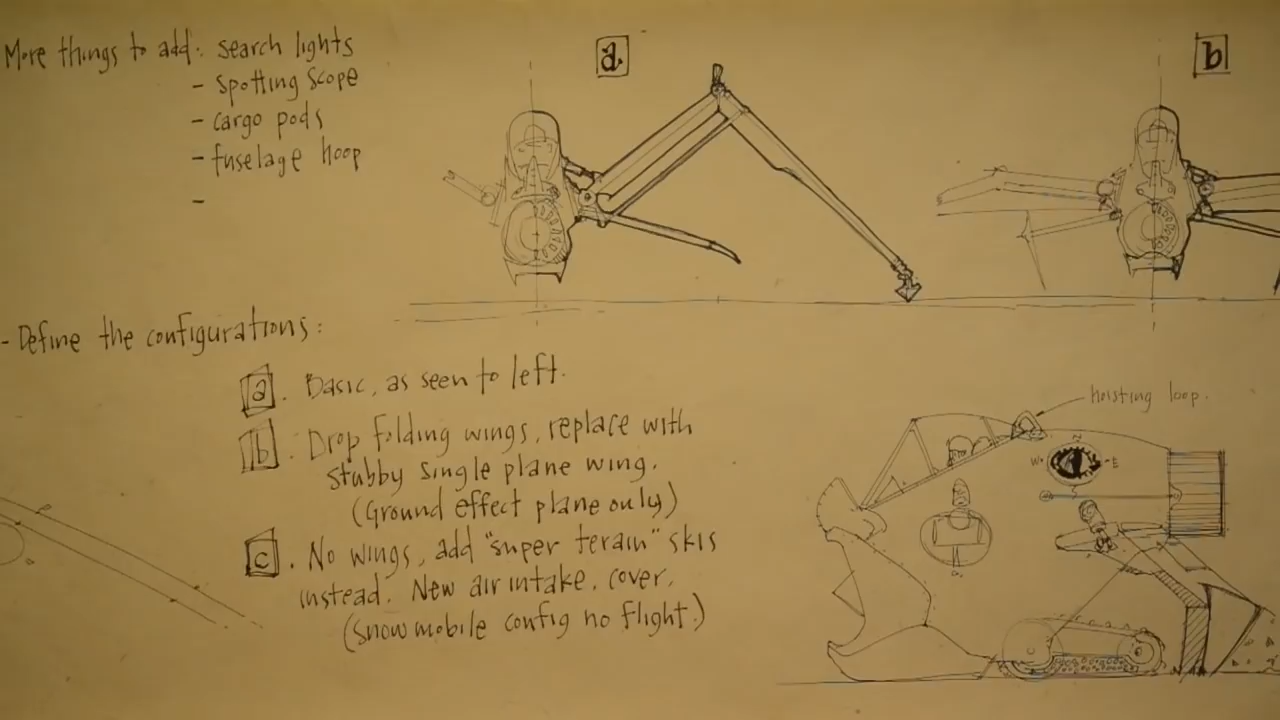 More things to add: search lights
- spotting scope
- cargo pods
- fuselage hoop
-
a
b
- Define the configurations:
a. Basic, as seen to left.
b. Drop folding wings, replace with
stubby single plane wing.
(Ground effect plane only)
c. No wings, add "super terain" skis
instead. New air intake, cover,
(snowmobile config no flight.)
hoisting loop.
N
W E